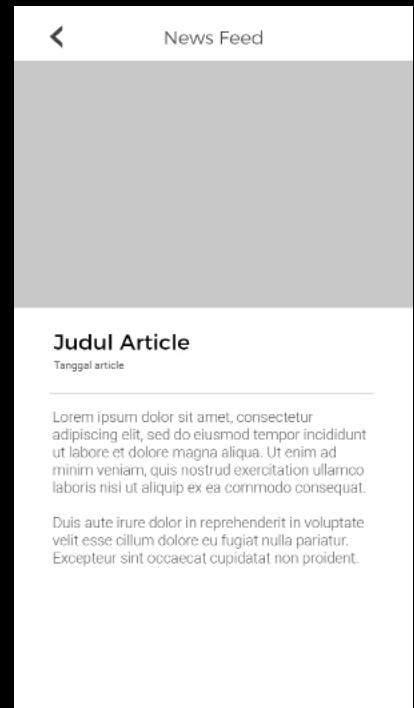 News Feed
Judul Article
Tanggal article
Lorem ipsum dolor sit amet, consectetur
adipiscing elit, sed do eiusmod tempor incididunt
ut labore et dolore magna aliqua. Ut enim ad
minim veniam, quis nostrud exercitation ullamco
laboris nisi ut aliquip ex ea commodo consequat.
Duis aute irure dolor in reprehenderit in voluptate
velit esse cillum dolore eu fugiat nulla pariatur.
Excepteur sint occaecat cupidatat non proident.